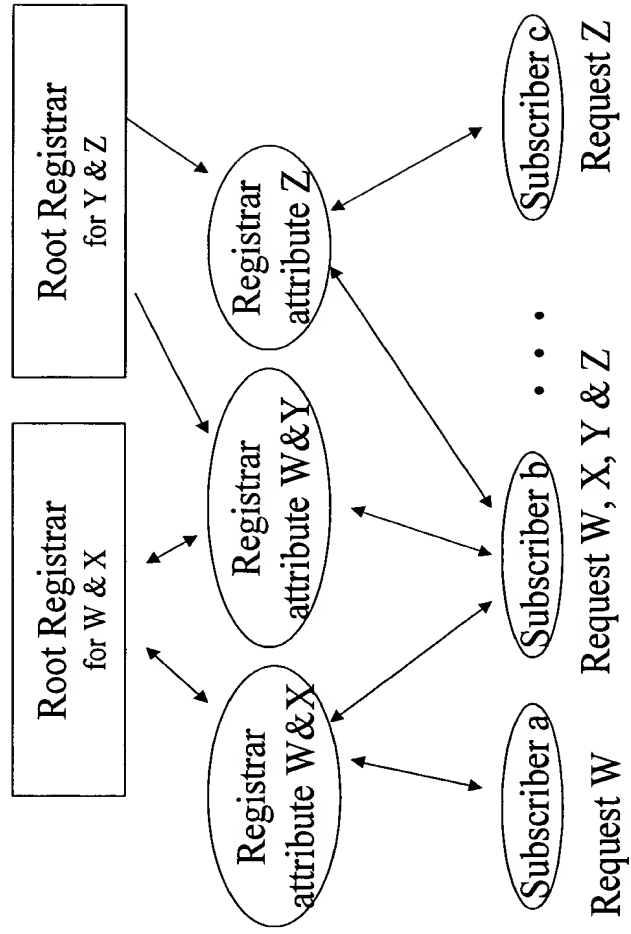 Root Registrar
for W & X
Root Registrar
for Y & Z
Registrar
attribute W&X
Registrar
attribute W&Y
Registrar
attribute Z
Subscriber a
Subscriber b
• • •
Subscriber c
Request W
Request W, X, Y & Z
Request Z